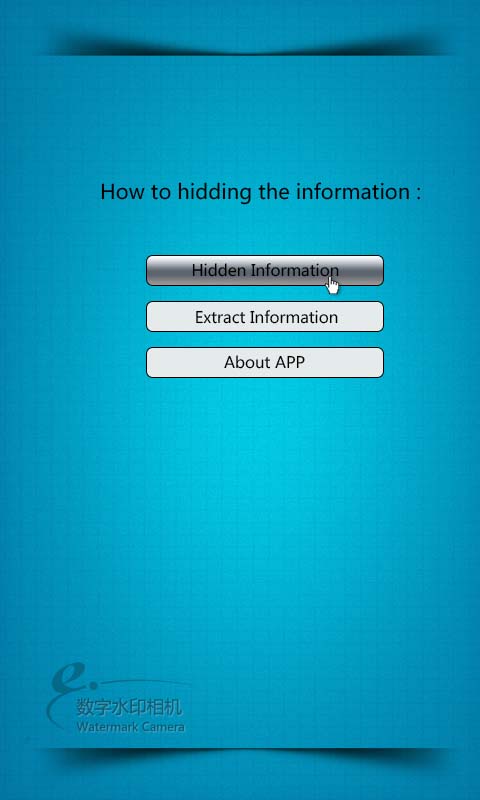 How to hidding the information :
Hidden Information
Extract Information
About APP
数字水印相机
Watermark Camera